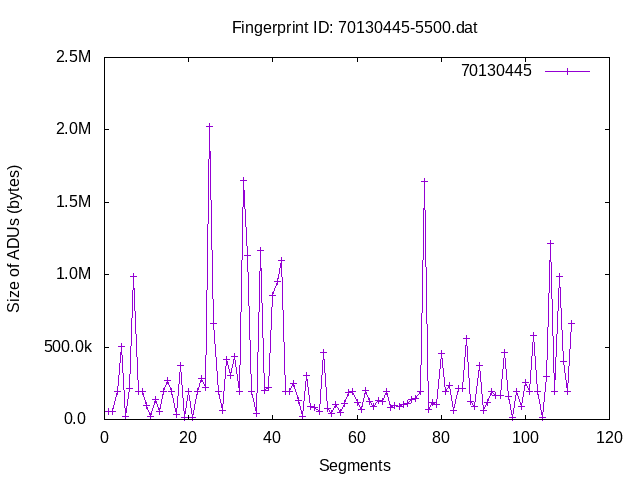 Fingerprint ID: 70130445-5500.dat
70130445
2.5M
2.0M
1.5M
1.0M
500.0k
0.0
0 20 40 60 80 100 120
Size of ADUs (bytes)
Segments